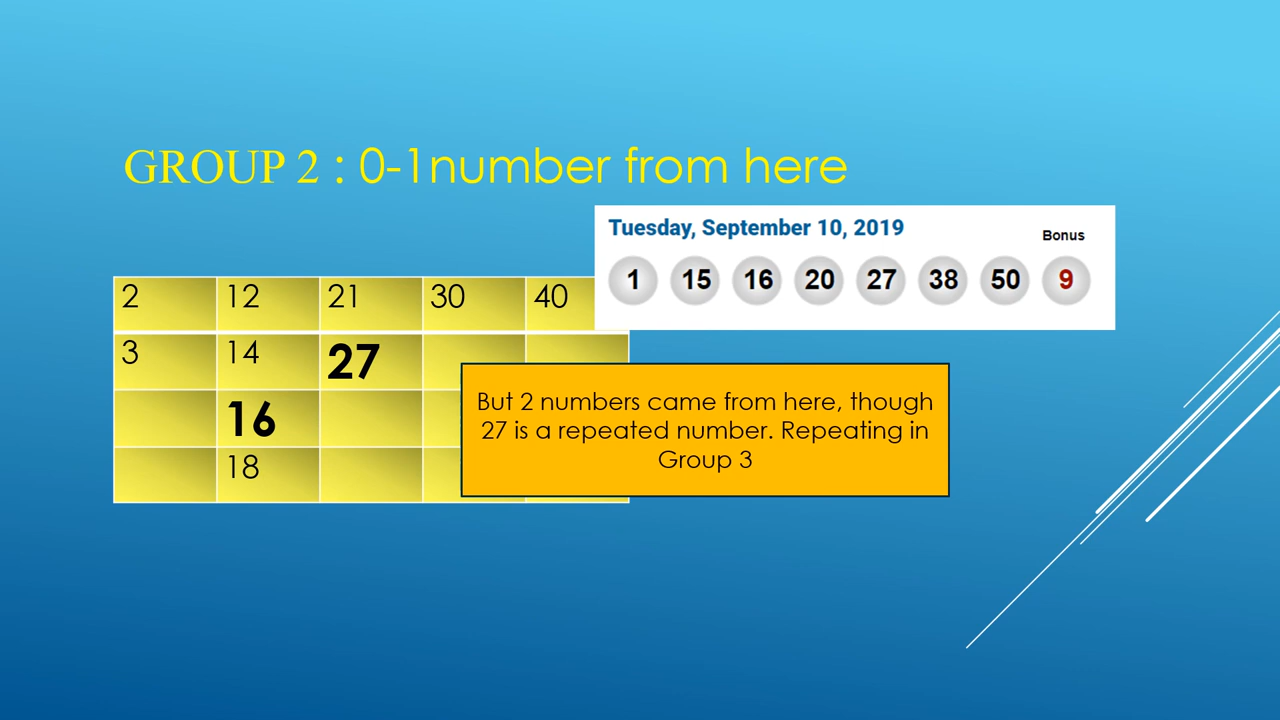 GROUP 2 : 0-1number from here
Tuesday, September 10, 2019
Bonus
1 15 16 20 27 38 50 9
2 12 21 30 40
3 14 27
16
18
But 2 numbers came from here, though
27 is a repeated number. Repeating in
Group 3